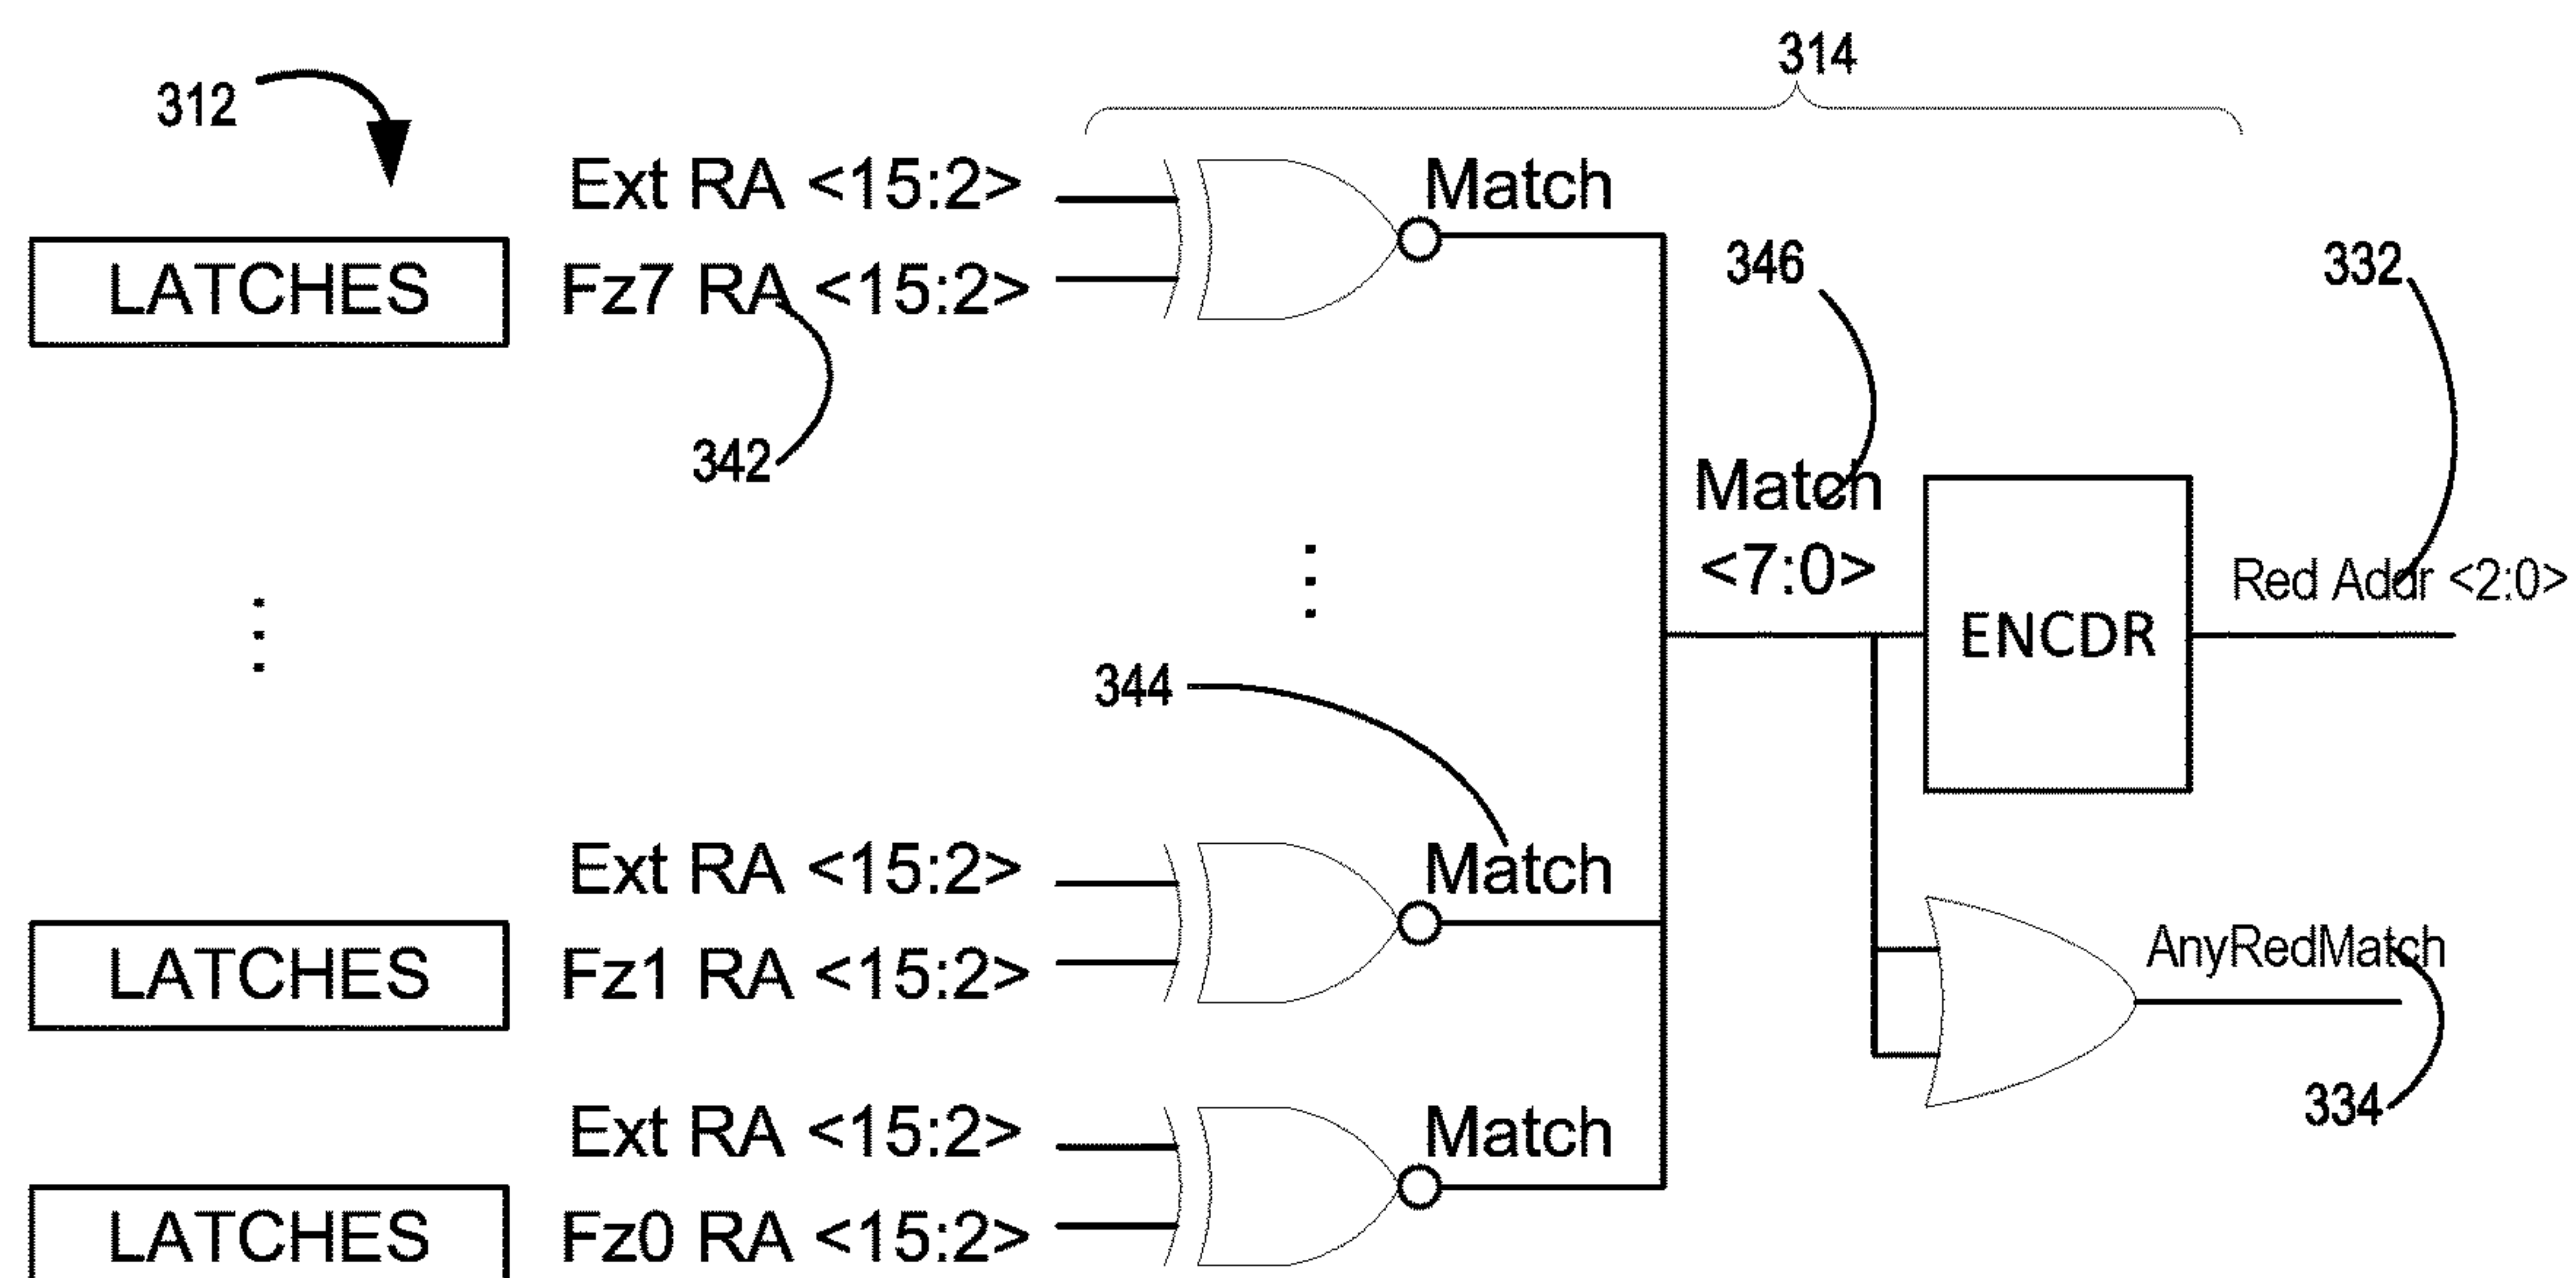 314
312
Ext RA <15:2>
Match
LATCHES
Fz7 RA <15:2>
346
332
342
Match
<7:0>
ENCDR
Red Addr <2:0>
344
Ext RA <15:2>
Match
LATCHES
Fz1 RA <15:2>
AnyRedMatch
334
Ext RA <15:2>
Match
LATCHES
Fz0 RA <15:2>